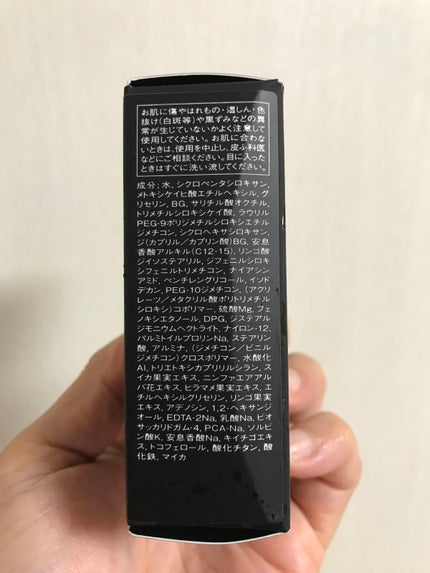 お肌に傷やはれもの・湿しん・色
抜け(白斑等)や黒ずみなどの異
常が生じていないかよく注意して
使用してください。お肌に合わな
いときは、使用を中止し、皮ふ科医
などにご相談ください。目に入った
ときはすぐに洗い流してください。
成分:水、シクロペンタシロキサン、
メトキシケイヒ酸エチルヘキシル、グ
リセリン、BG、サリチル酸オクチル、
トリメチルシロキシケイ酸、ラウリル
PEG-9ポリジメチルシロキシエチル
ジメチコン、シクロヘキサシロキサン、
ジ(カプリル/カプリン酸)BG、安息
香酸アルキル(C12-15)、リンゴ酸
ジイソステアリル、ジフェニルシロキ
シフェニルトリメチコン、ナイアシン
アミド、ペンチレングリコール、イソド
デカン、PEG-10ジメチコン、(アクリ
レーツ/メタクリル酸ポリトリメチル
シロキシ)コポリマー、硫酸Mg、フェ
ノキシエタノール、DPG、ジステアル
ジモニウムヘクトライト、ナイロン-12、
パルミトイルプロリンNa、ステアリン
酸、アルミナ、(ジメチコン/ビニル
ジメチコン)クロスポリマー、水酸化
Al、トリエトキシカプリリルシラン、ス
イカ果実エキス、ニンファエアアル
バ花エキス、ヒラマメ果実エキス、エ
チルヘキシルグリセリン、リンゴ果実
エキス、アデノシン、1,2-ヘキサンジ
オール、EDTA-2Na、乳酸Na、ビオ
サッカリドガム-4、PCA-Na、ソルビ
ン酸K、安息香酸Na、キイチゴエキ
ス、トコフェロール、酸化チタン、酸
化鉄、マイカ